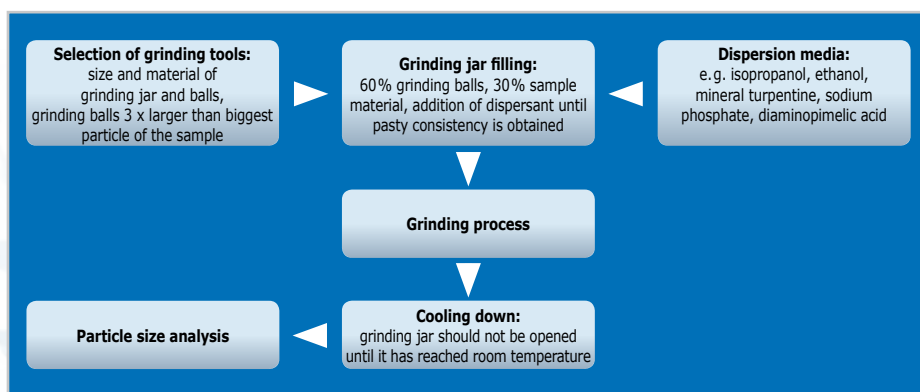 Selection of grinding tools:
size and material of
grinding jar and balls,
grinding balls 3 x larger than biggest
particle of the sample
Grinding jar filling:
60% grinding balls, 30% sample
material, addition of dispersant until
pasty consistency is obtained
Dispersion media:
e.g. isopropanol, ethanol,
mineral turpentine, sodium
phosphate, diaminopimelic acid
Grinding process
Cooling down:
grinding jar should not be opened
until it has reached room temperature
Particle size analysis